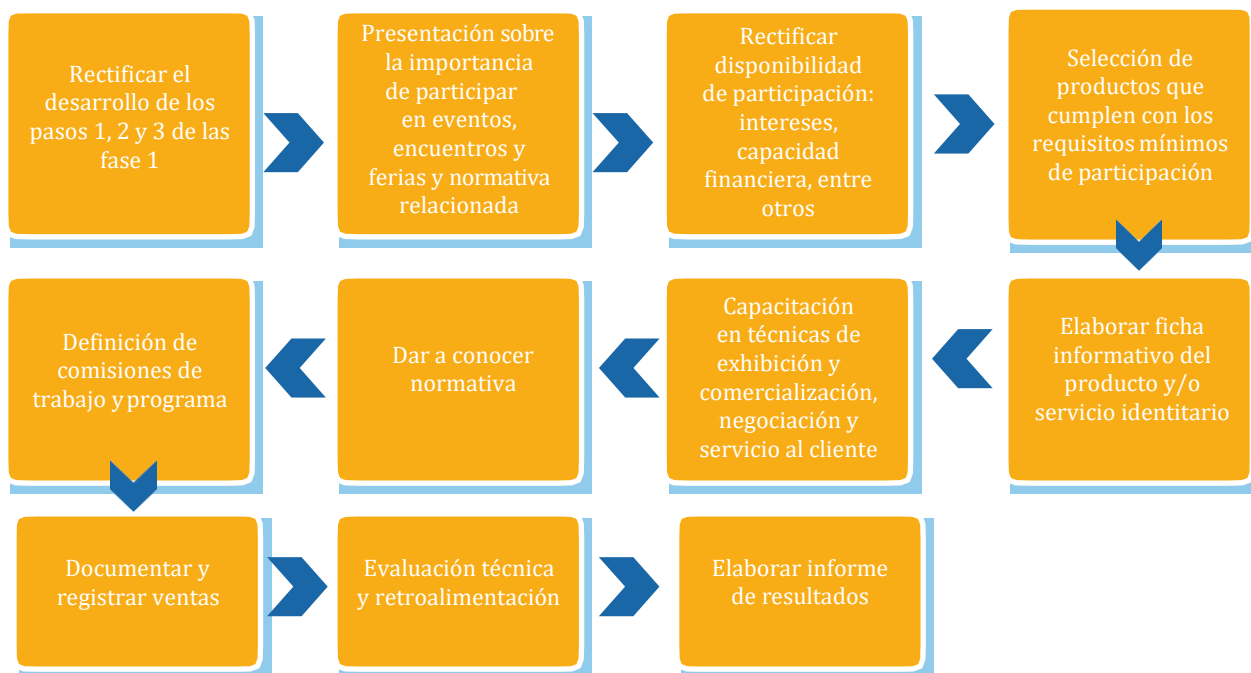 Rectificar el
desarrollo de los
pasos 1, 2 y 3 de las
fase 1
Presentación sobre
la importancia
de participar
en eventos,
encuentros y
ferias y normativa
relacionada
Rectificar
disponibilidad
de participación:
intereses,
capacidad
financiera, entre
otros
Selección de
productos que
cumplen con los
requisitos mínimos
de participación
Elaborar ficha
informativo del
producto y/o
servicio identitario
Capacitación
en técnicas de
exhibición y
comercialización,
negociación y
servicio al cliente
Dar a conocer
normativa
Definición de
comisiones de
trabajo y programa
Documentar y
registrar ventas
Evaluación técnica
y retroalimentación
Elaborar informe
de resultados